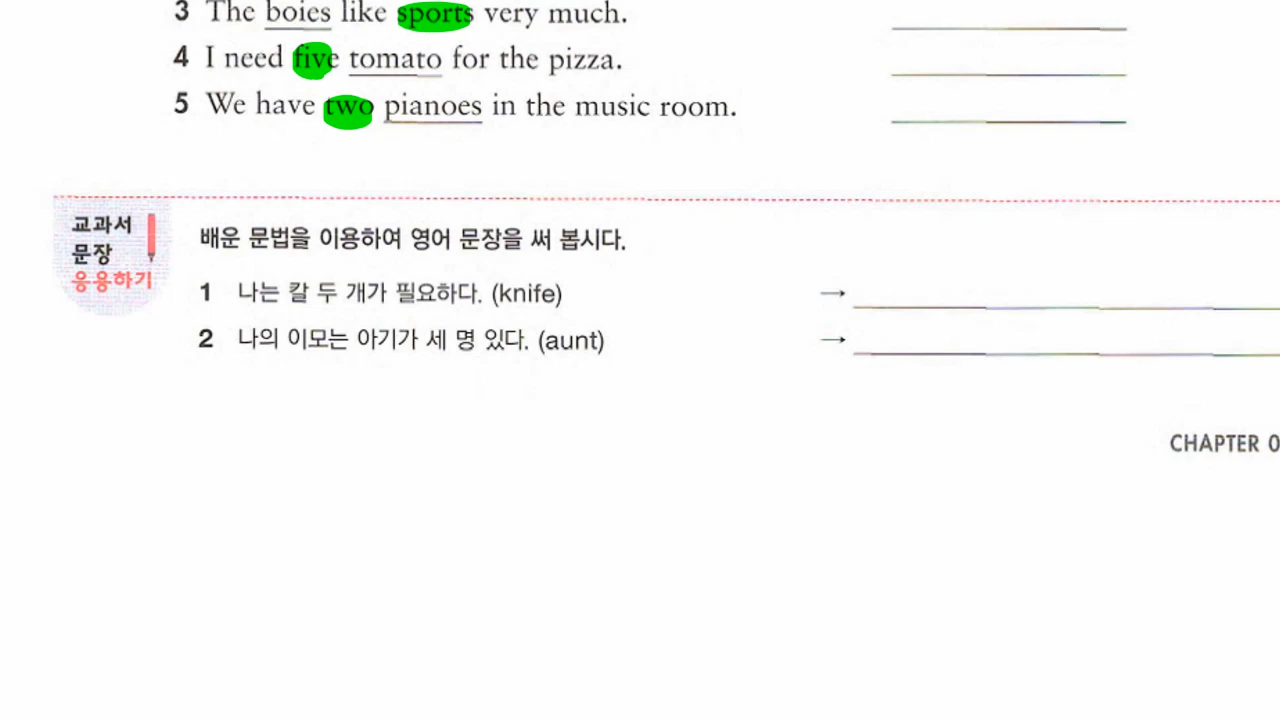 3 The boies like sports very much.
4 I need five tomato for the pizza.
5 We have two pianoes in the music room.
교과서
문장
응용하기
배운 문법을 이용하여 영어 문장을 써 봅시다.
1 나는 칼 두 개가 필요하다. (knife) →
2 나의 이모는 아기가 세 명 있다. (aunt) →
CHAPTER 0